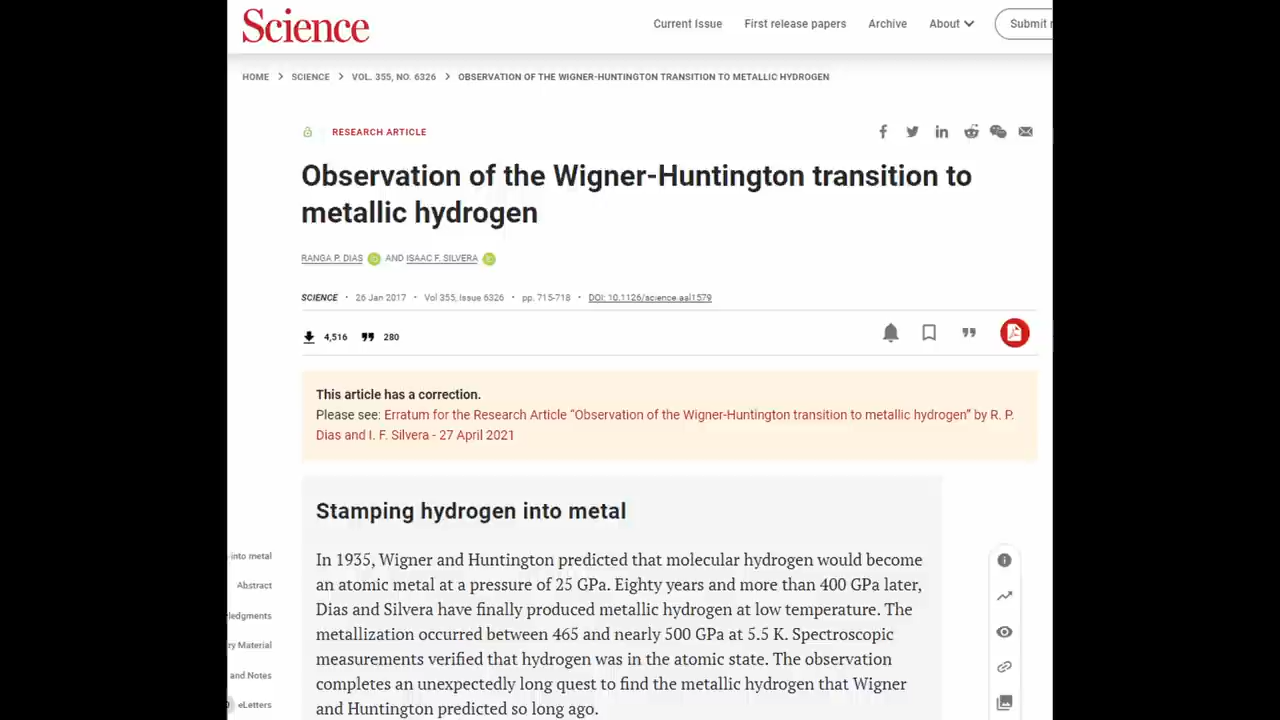 Science
Current Issue First release papers Archive About Submit
HOME > SCIENCE > VOL. 355, NO. 6326 > OBSERVATION OF THE WIGNER-HUNTINGTON TRANSITION TO METALLIC HYDROGEN
RESEARCH ARTICLE
Observation of the Wigner-Huntington transition to
metallic hydrogen
RANGA P. DIAS AND ISAAC F. SILVERA
SCIENCE • 26 Jan 2017 • Vol 355, Issue 6326 • pp. 715-718 • DOI: 10.1126/science.aal1579
4,516 280
This article has a correction.
Please see: Erratum for the Research Article “Observation of the Wigner-Huntington transition to metallic hydrogen” by R. P.
Dias and I. F. Silvera - 27 April 2021
Stamping hydrogen into metal
In 1935, Wigner and Huntington predicted that molecular hydrogen would become
an atomic metal at a pressure of 25 GPa. Eighty years and more than 400 GPa later,
Dias and Silvera have finally produced metallic hydrogen at low temperature. The
metallization occurred between 465 and nearly 500 GPa at 5.5 K. Spectroscopic
measurements verified that hydrogen was in the atomic state. The observation
completes an unexpectedly long quest to find the metallic hydrogen that Wigner
and Huntington predicted so long ago.
into metal
Abstract
ledgments
ry Material
and Notes
eLetters